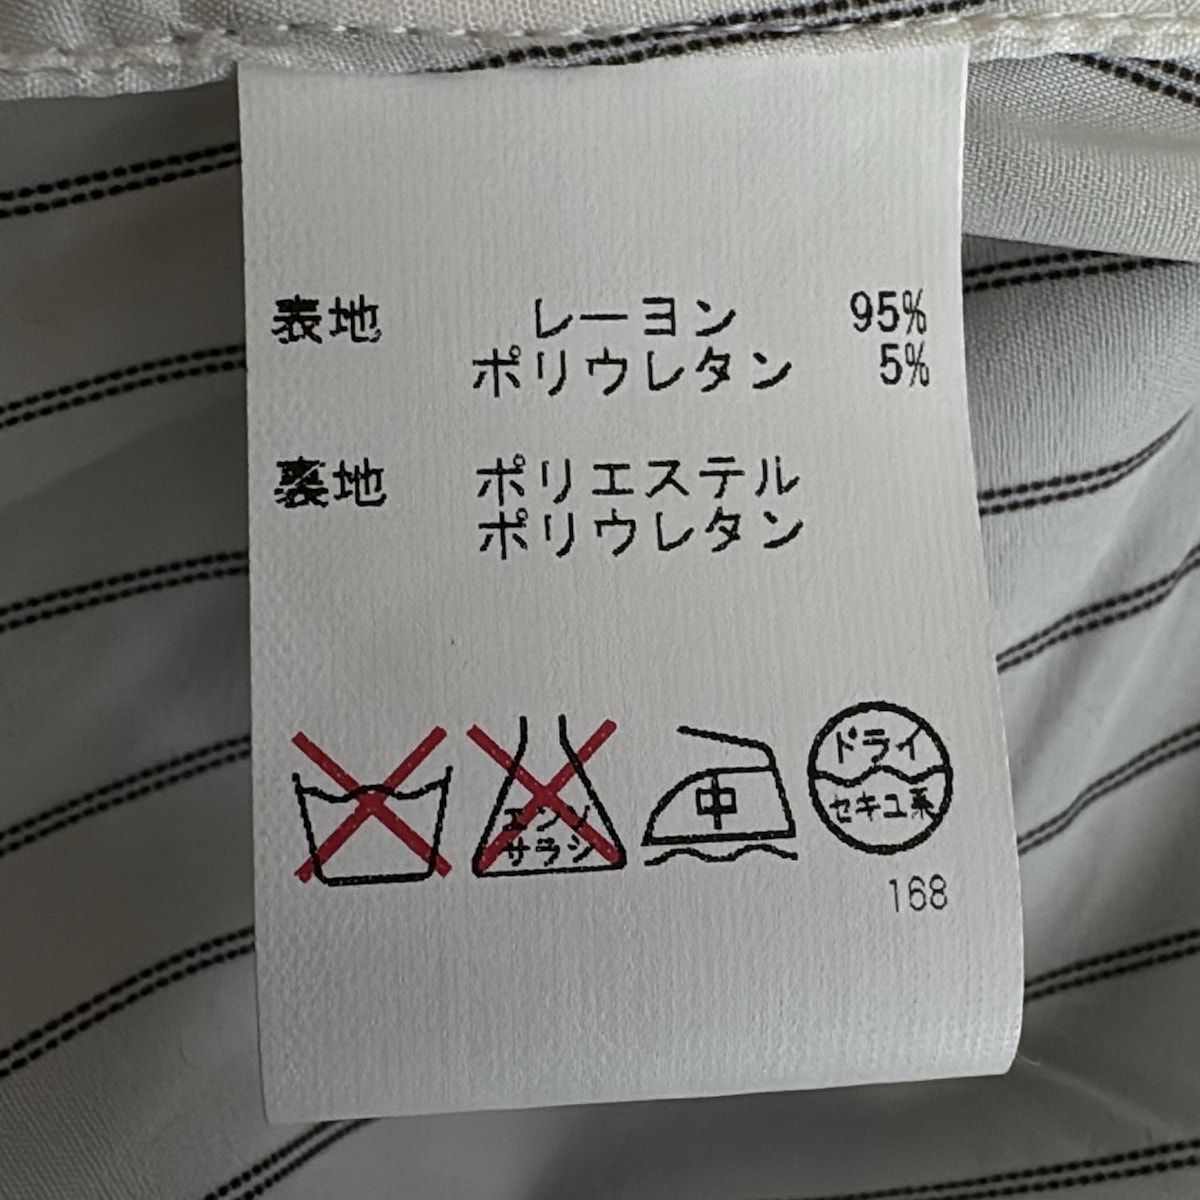 表地 レーヨン 95%
ポリウレタン 5%
裏地 ポリエステル
ポリウレタン
エンソ
サラシ
中
ドライ
セキユ系
168